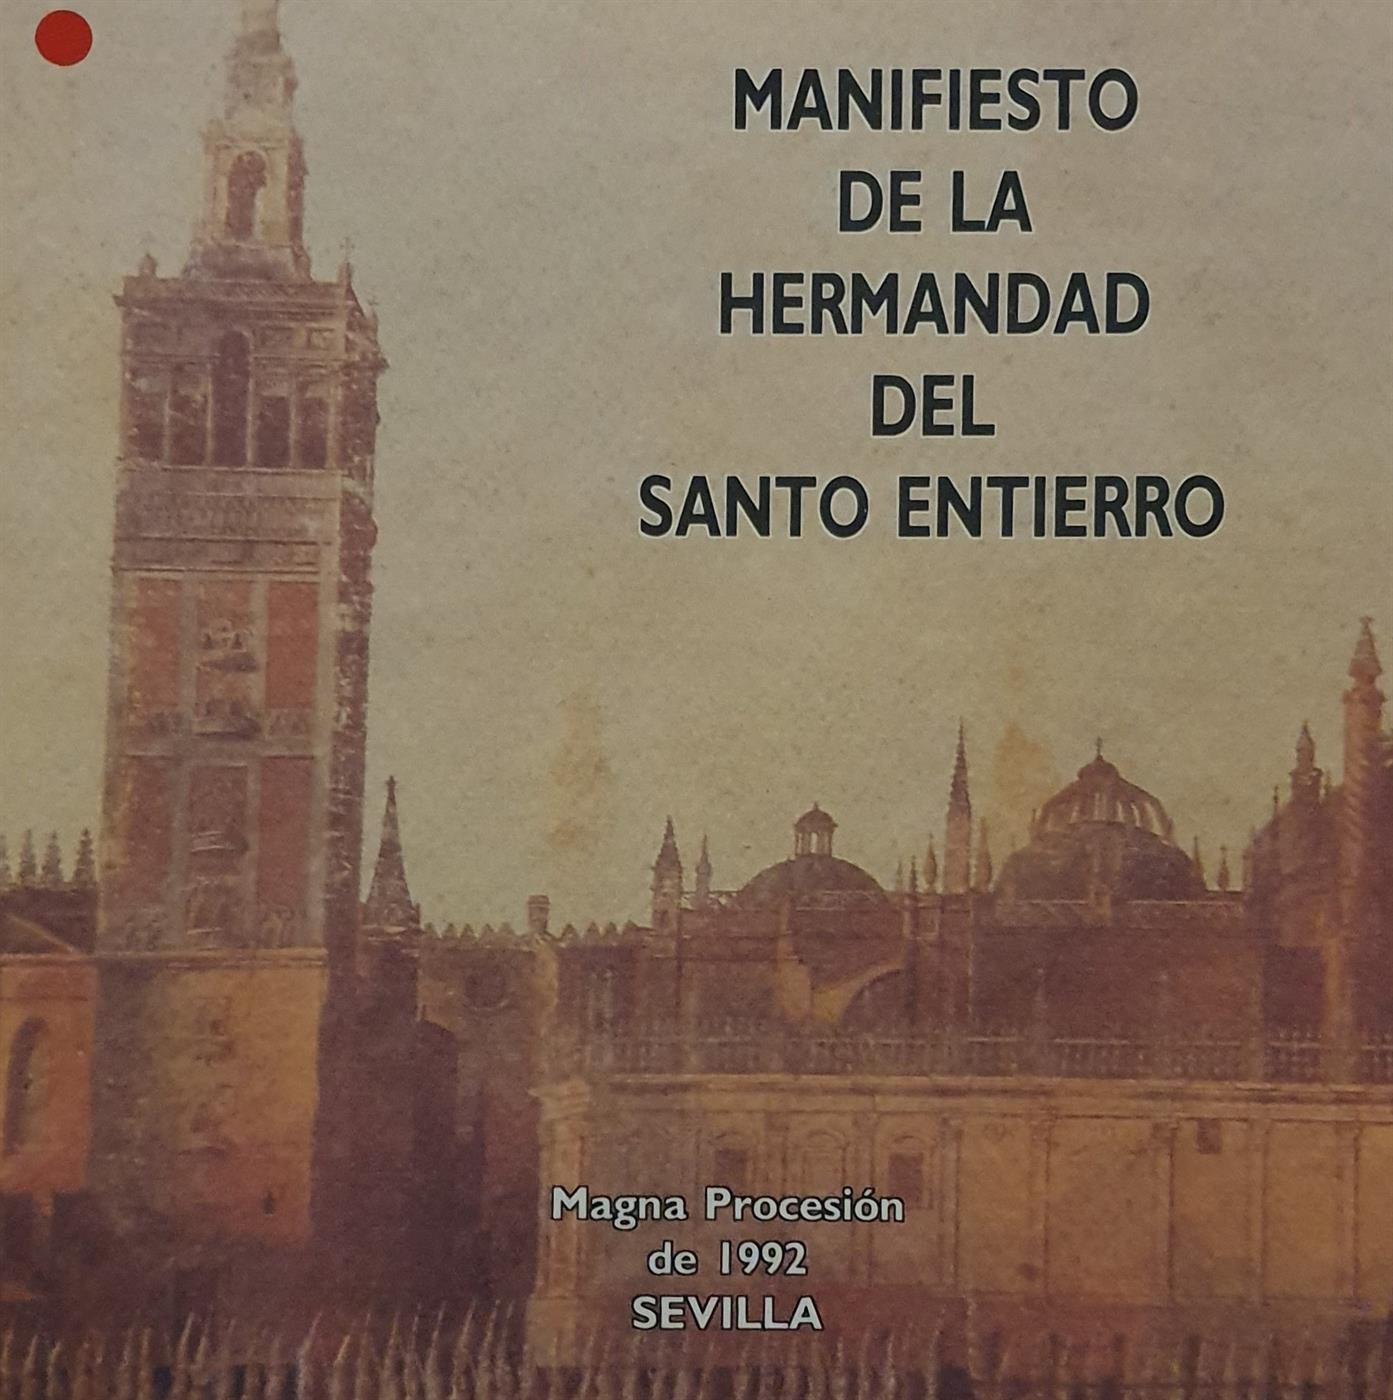 MANIFIESTO
DE LA
HERMANDAD
DEL
SANTO ENTIERRO
Magna Procesión
de 1992
SEVILLA